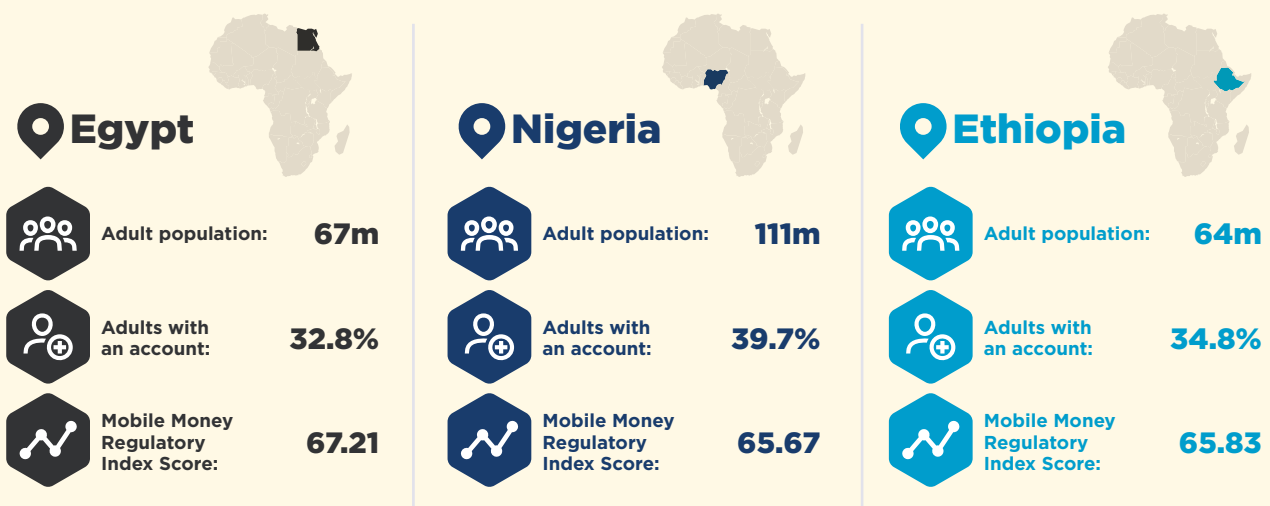 Egypt
Adult population: 67m
Adults with
an account: 32.8%
Mobile Money
Regulatory 67.21
Index Score:
Nigeria
Adult population: 111m
Adults with
an account: 39.7%
Mobile Money
Regulatory 65.67
Index Score:
Ethiopia
Adult population: 64m
Adults with
an account: 34.8%
Mobile Money
Regulatory 65.83
Index Score: